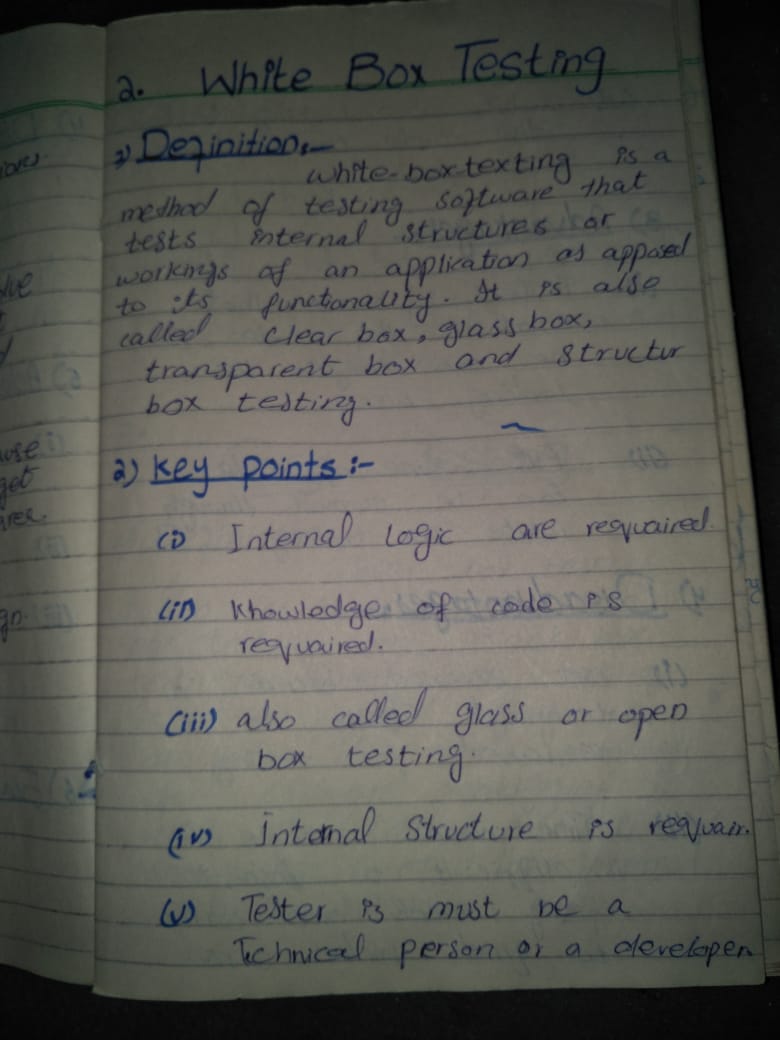 2. White Box Testing
1) Definition:-
white-box texting is a
method of testing software that
tests internal structures or
workings of an application as apposed
to its functionality. It is also
called clear box, glass box,
transparent box and structur
box testing.
2) key points :-
(i) Internal Logic are requaired.
(ii) Knowledge of code is
requaired.
(iii) also called glass or open
box testing.
(iv) internal structure is requair.
(v) Tester is must be a
Technical person or a developer